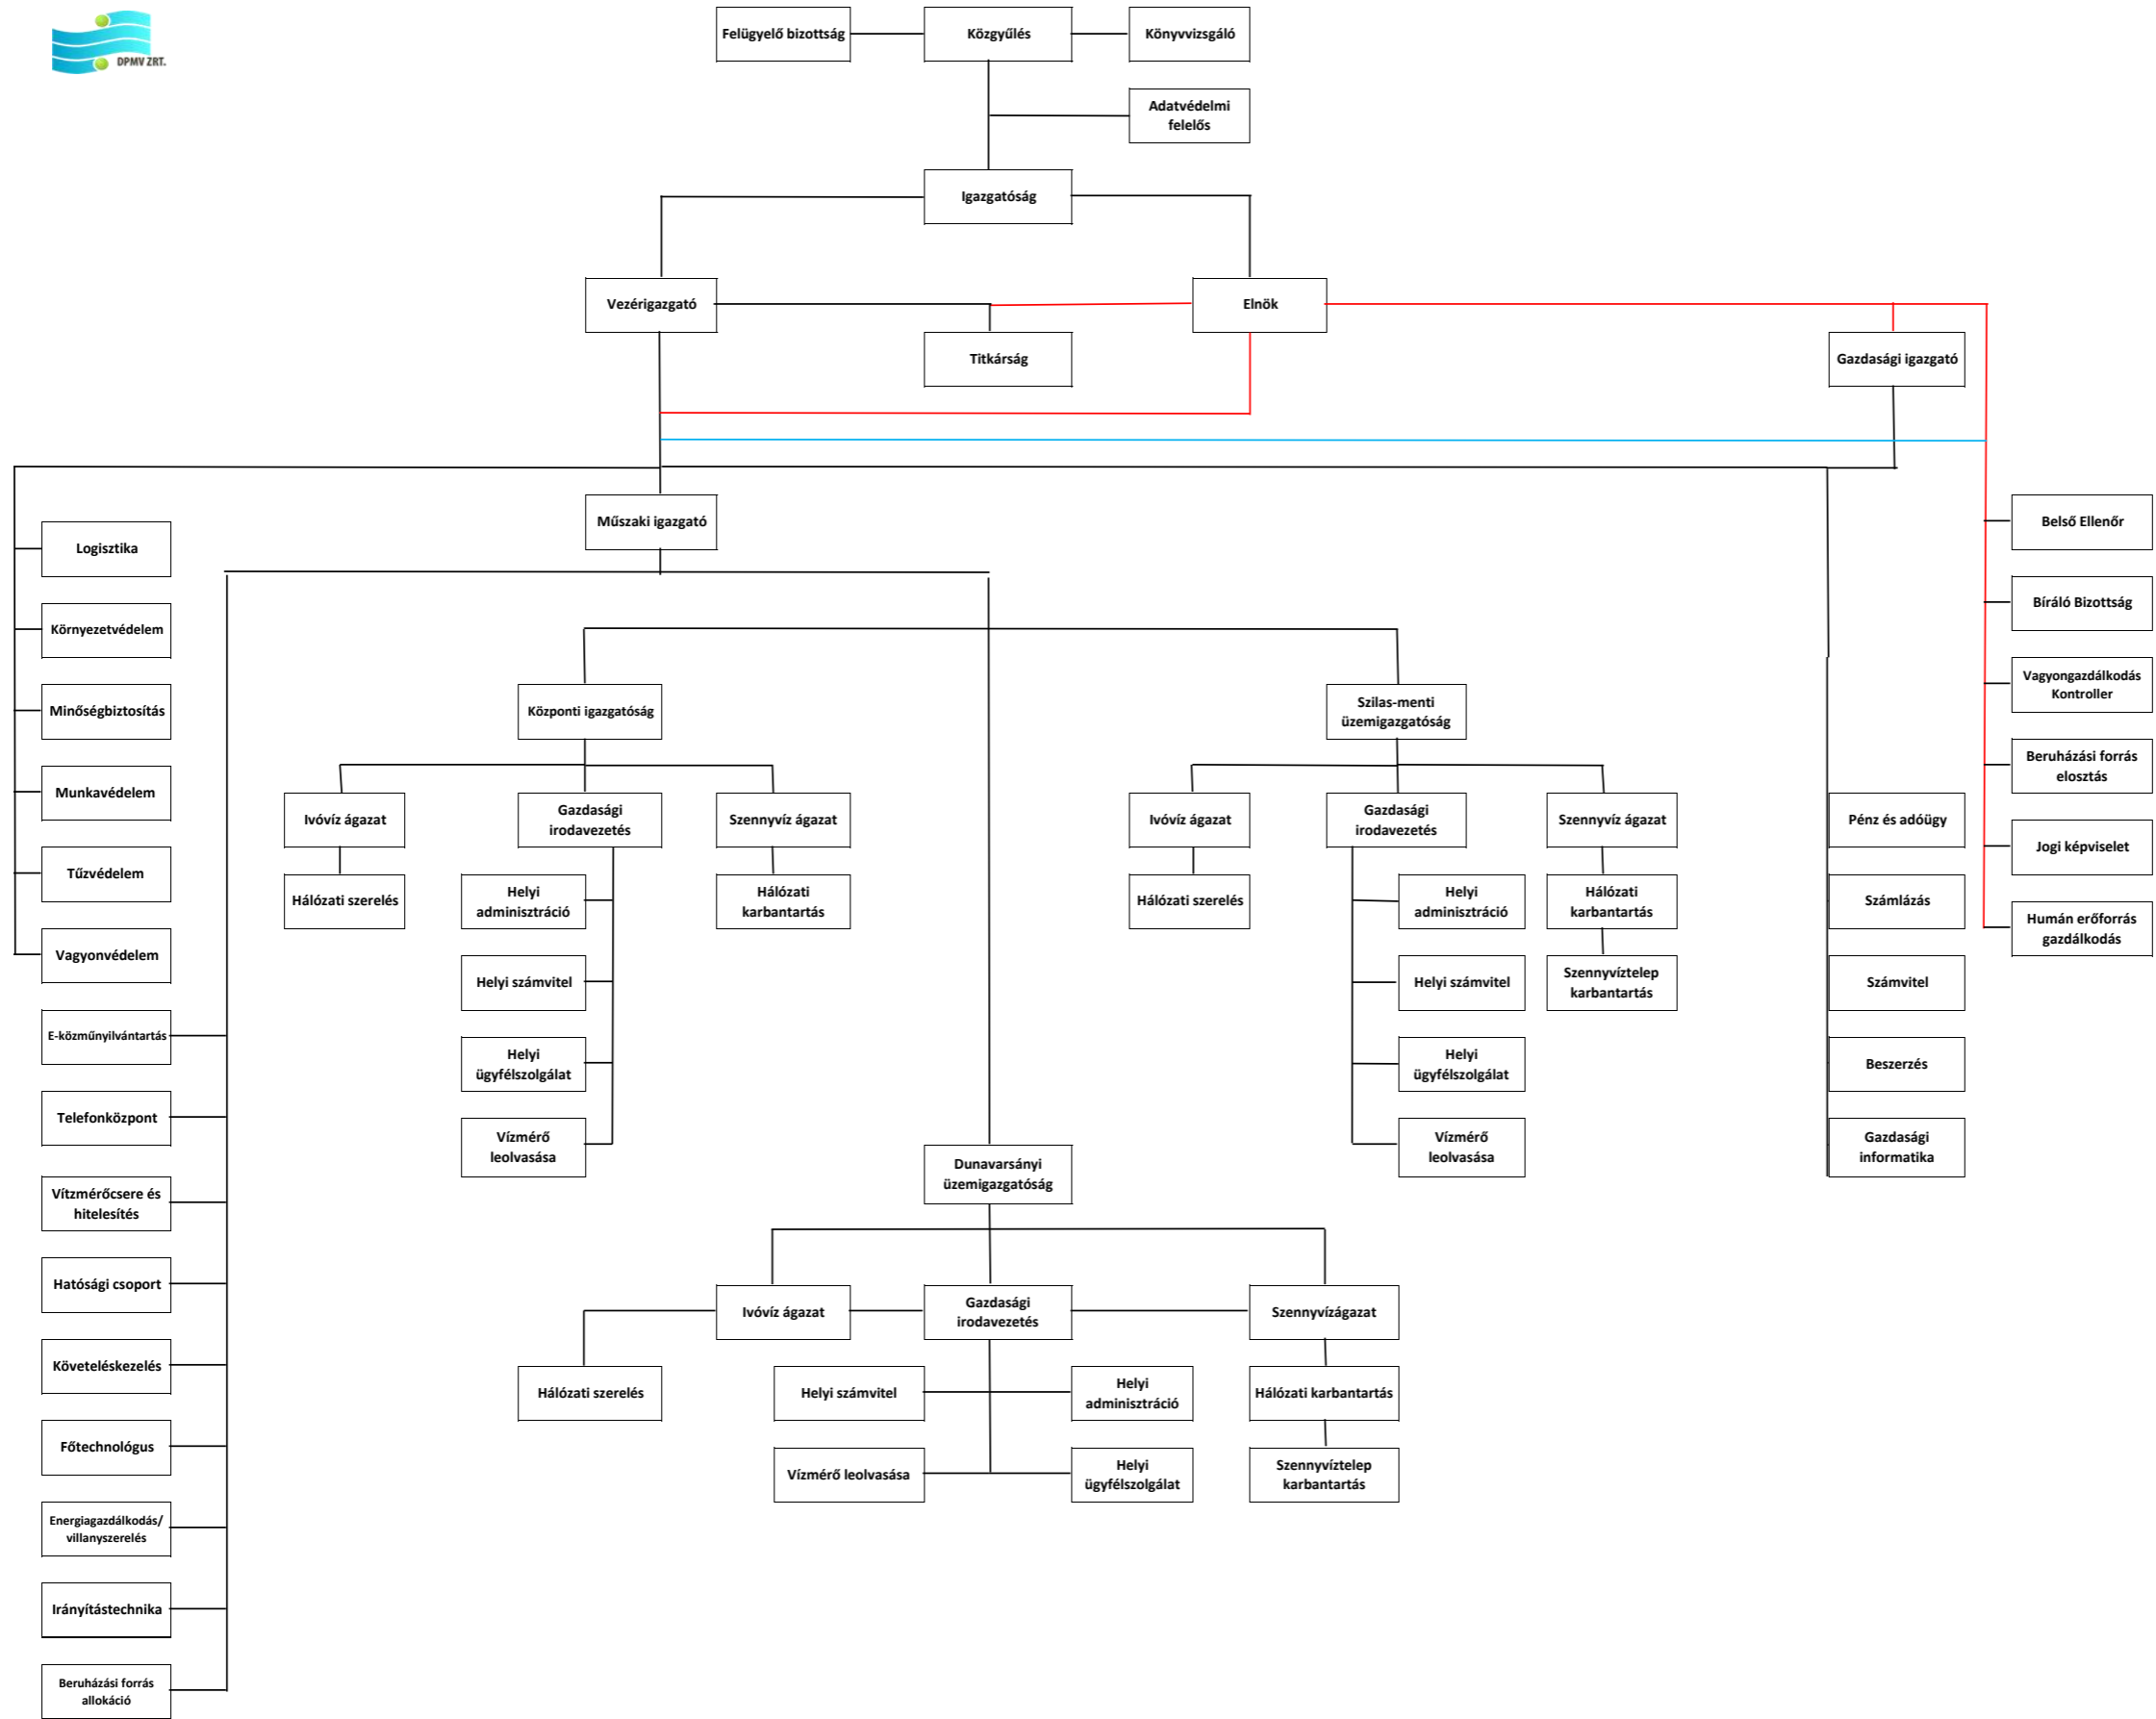 DPMV ZRT.
Felügyelő bizottság
Közgyűlés
Könyvvizsgáló
Adatvédelmi
felelős
Igazgatóság
Vezérigazgató
Elnök
Titkárság
Gazdasági igazgató
Műszaki igazgató
Logisztika
Környezetvédelem
Minőségbiztosítás
Munkavédelem
Tűzvédelem
Vagyonvédelem
E-közműnyilvántartás
Telefonközpont
Vítzmérőcsere és
hitelesítés
Hatósági csoport
Követeléskezelés
Főtechnológus
Energiagazdálkodás/
villanyszerelés
Irányítástechnika
Beruházási forrás
allokáció
Központi igazgatóság
Ivóvíz ágazat
Hálózati szerelés
Gazdasági
irodavezetés
Helyi
adminisztráció
Helyi számvitel
Helyi
ügyfélszolgálat
Vízmérő
leolvasása
Szennyvíz ágazat
Hálózati
karbantartás
Szilas-menti
üzemigazgatóság
Ivóvíz ágazat
Hálózati szerelés
Gazdasági
irodavezetés
Helyi
adminisztráció
Helyi számvitel
Helyi
ügyfélszolgálat
Vízmérő
leolvasása
Szennyvíz ágazat
Hálózati
karbantartás
Szennyvíztelep
karbantartás
Dunavarsányi
üzemigazgatóság
Ivóvíz ágazat
Gazdasági
irodavezetés
Szennyvízágazat
Hálózati szerelés
Helyi számvitel
Helyi
adminisztráció
Hálózati karbantartás
Vízmérő leolvasása
Helyi
ügyfélszolgálat
Szennyvíztelep
karbantartás
Pénz és adóügy
Számlázás
Számvitel
Beszerzés
Gazdasági
informatika
Belső Ellenőr
Bíráló Bizottság
Vagyongazdálkodás
Kontroller
Beruházási forrás
elosztás
Jogi képviselet
Humán erőforrás
gazdálkodás